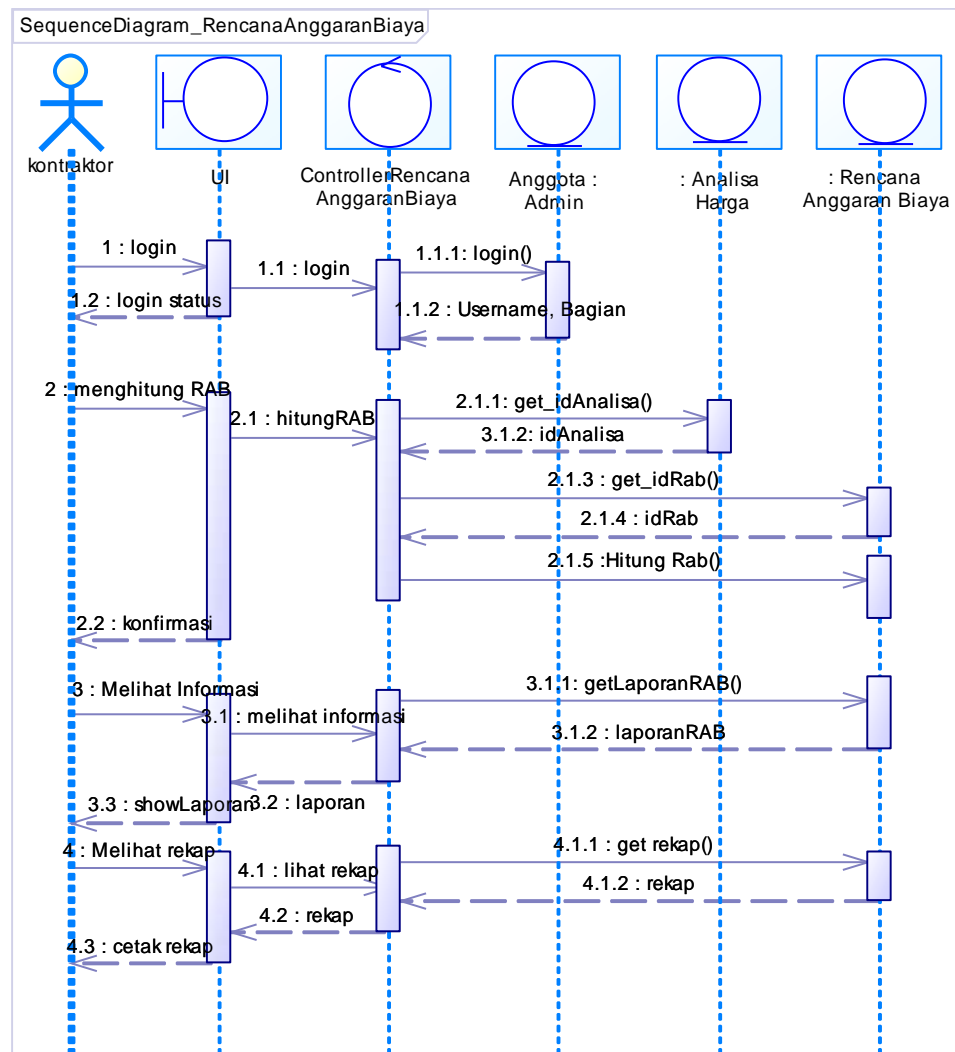 SequenceDiagram_RencanaAnggaranBiaya
kontraktor
UI
ControllerRencana
AnggaranBiaya
Anggota :
Admin
: Analisa
Harga
: Rencana
Anggaran Biaya
1 : login
1.1 : login
1.1.1: login()
1.2 : login status
1.1.2 : Username, Bagian
2 : menghitung RAB
2.1 : hitungRAB
2.1.1: get_idAnalisa()
3.1.2: idAnalisa
2.1.3 : get_idRab()
2.1.4 : idRab
2.1.5 :Hitung Rab()
2.2 : konfirmasi
3 : Melihat Informasi
3.1 : melihat informasi
3.1.1: getLaporanRAB()
3.1.2 : laporanRAB
3.2 : laporan
3.3 : showLaporan
4 : Melihat rekap
4.1 : lihat rekap
4.1.1 : get rekap()
4.1.2 : rekap
4.2 : rekap
4.3 : cetak rekap